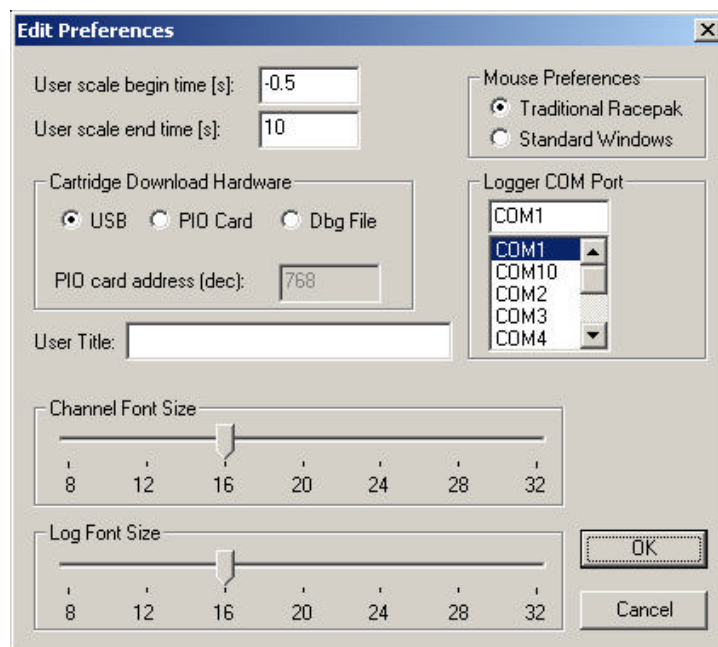 Edit Preferences
User scale begin time [s]: -0.5
User scale end time [s]: 10
Mouse Preferences
Traditional Racepak
Standard Windows
Cartridge Download Hardware
USB PIO Card Dbg File
PIO card address (dec): 768
Logger COM Port
COM1
COM1
COM10
COM2
COM3
COM4
User Title:
Channel Font Size
8 12 16 20 24 28 32
Log Font Size
8 12 16 20 24 28 32
OK
Cancel